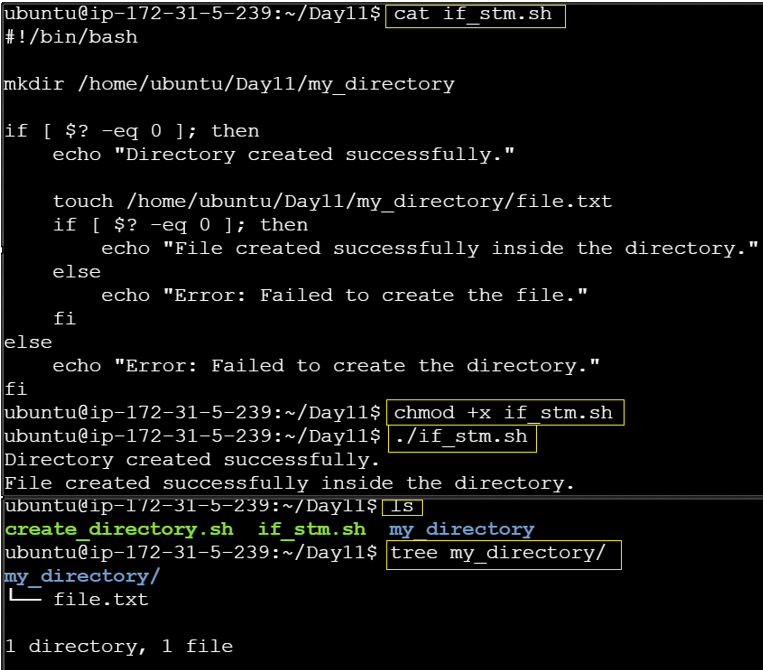 ubuntu@ip-172-31-5-239:~/Day11$ cat if_stm.sh
#!/bin/bash
mkdir /home/ubuntu/Day11/my_directory
if [ $? -eq 0 ]; then
    echo "Directory created successfully."
    touch /home/ubuntu/Day11/my_directory/file.txt
    if [ $? -eq 0 ]; then
        echo "File created successfully inside the directory."
    else
        echo "Error: Failed to create the file."
    fi
else
    echo "Error: Failed to create the directory."
fi
ubuntu@ip-172-31-5-239:~/Day11$ chmod +x if_stm.sh
ubuntu@ip-172-31-5-239:~/Day11$ ./if_stm.sh
Directory created successfully.
File created successfully inside the directory.
ubuntu@ip-172-31-5-239:~/Day11$ ls
create_directory.sh  if_stm.sh  my_directory
ubuntu@ip-172-31-5-239:~/Day11$ tree my_directory/
my_directory/
└── file.txt
1 directory, 1 file